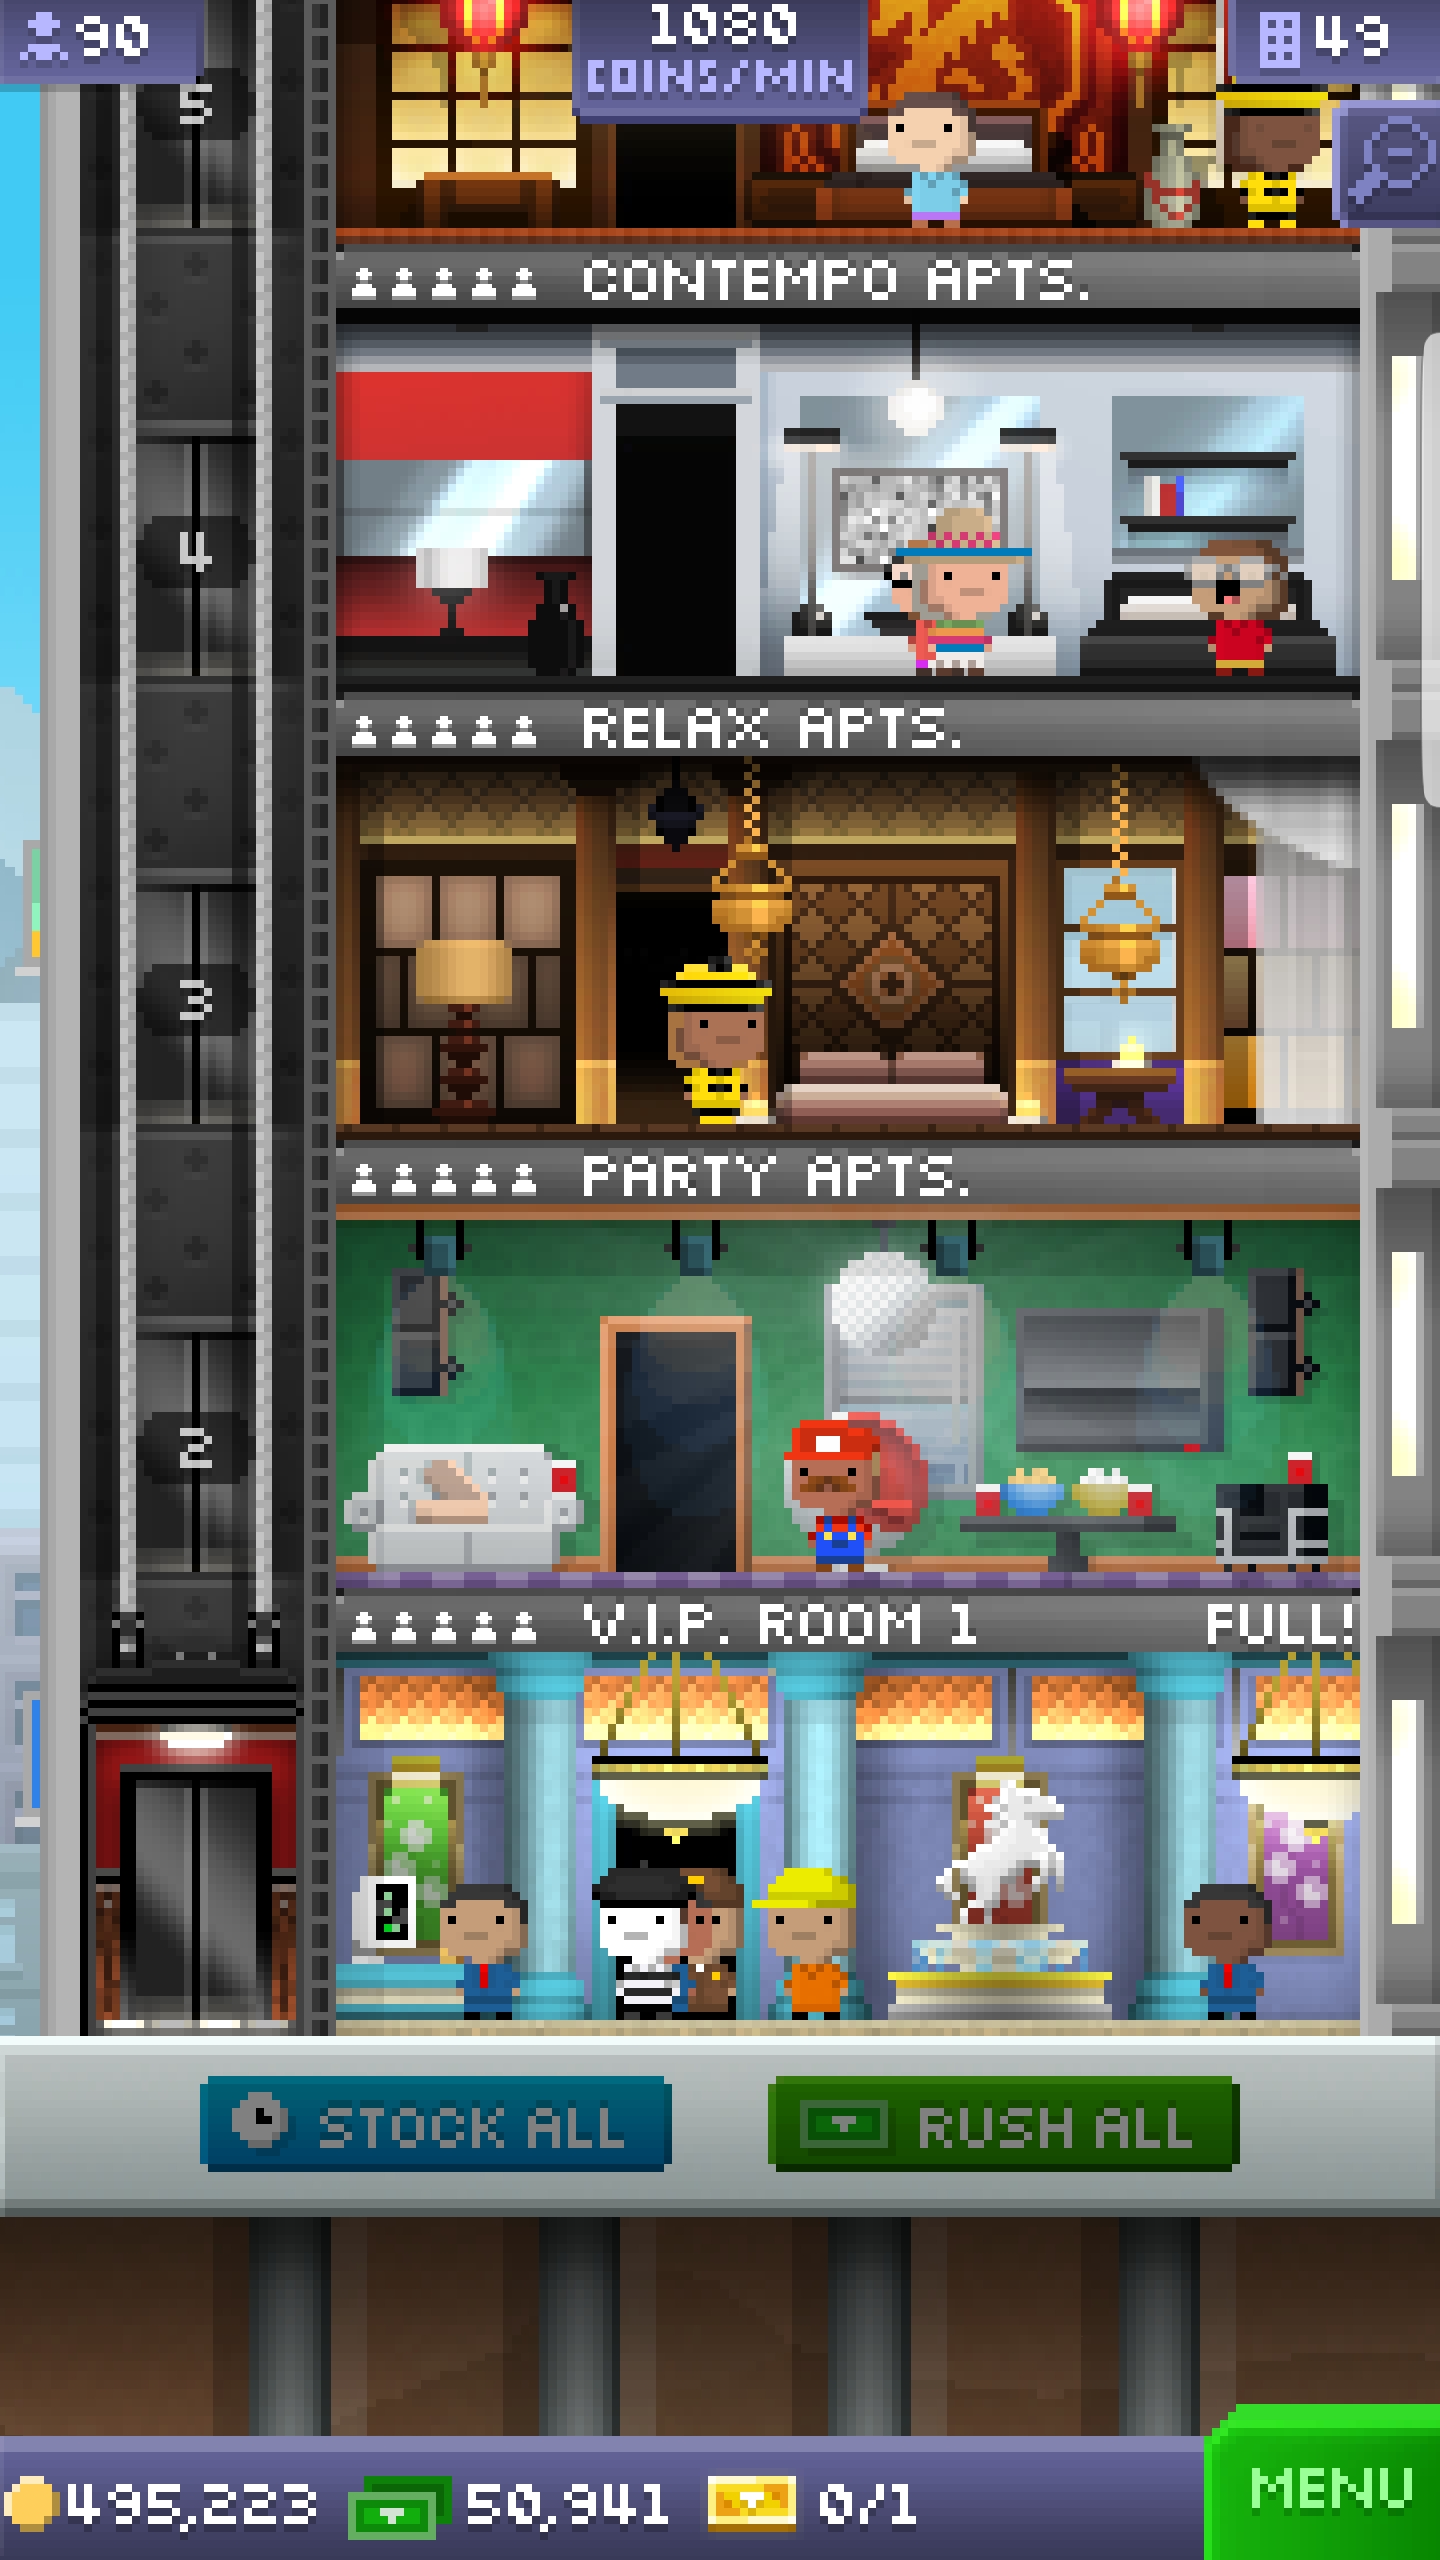 90
1080
COINS/MIN
49
5
CONTEMPO APTS.
4
RELAX APTS.
3
PARTY APTS.
2
V.I.P. ROOM 1 FULL!
STOCK ALL
RUSH ALL
495,223
50,941
0/1
MENU